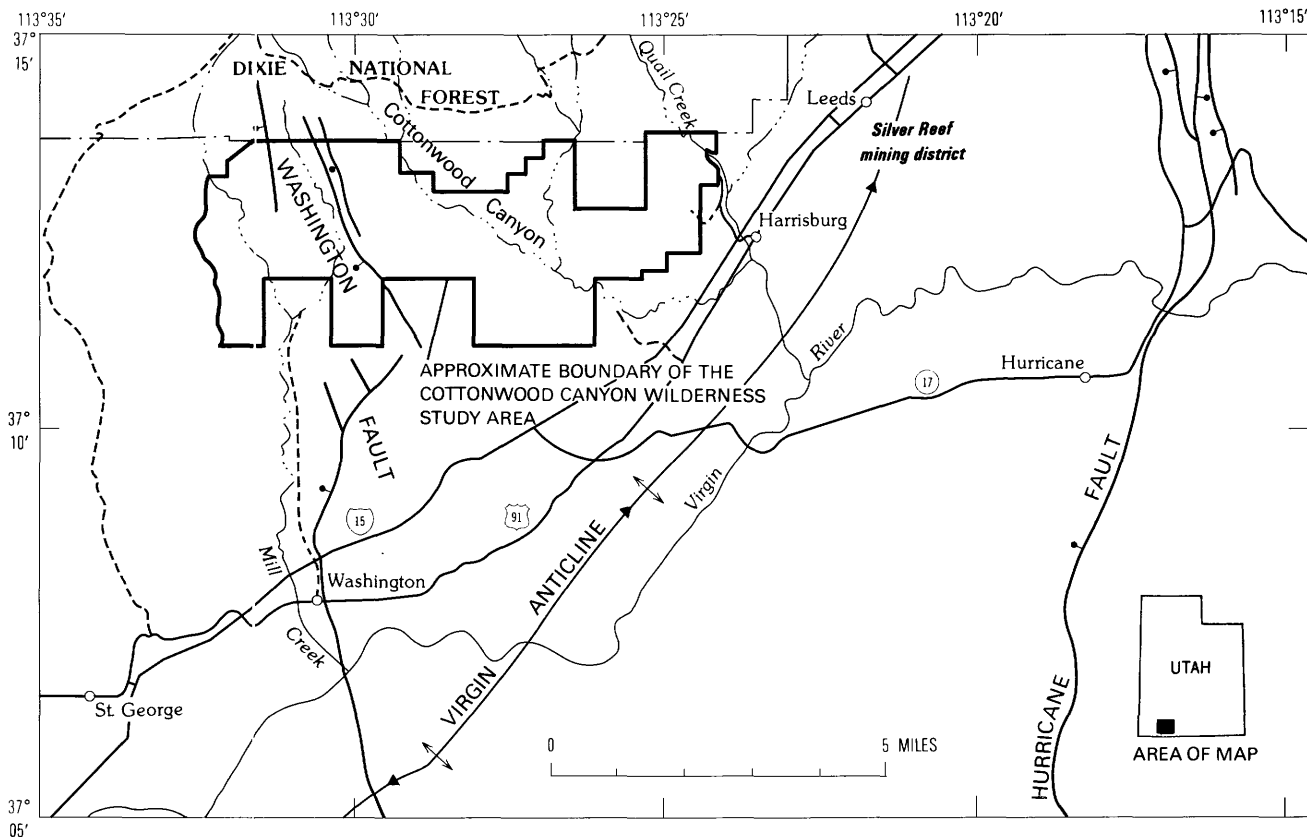 113°35'
113°30'
113°25'
113°20'
113°15'
37°
15'
DIXIE NATIONAL
FOREST
Quail Creek
Leeds
Silver Reef
mining district
Cottonwood
Canyon
WASHINGTON
Harrisburg
River
Hurricane
17
APPROXIMATE BOUNDARY OF THE
COTTONWOOD CANYON WILDERNESS
STUDY AREA
37°
10'
FAULT
FAULT
Virgin
15
91
Mill
Washington
ANTICLINE
Creek
VIRGIN
UTAH
St. George
0 5 MILES
HURRICANE
AREA OF MAP
37°
05'